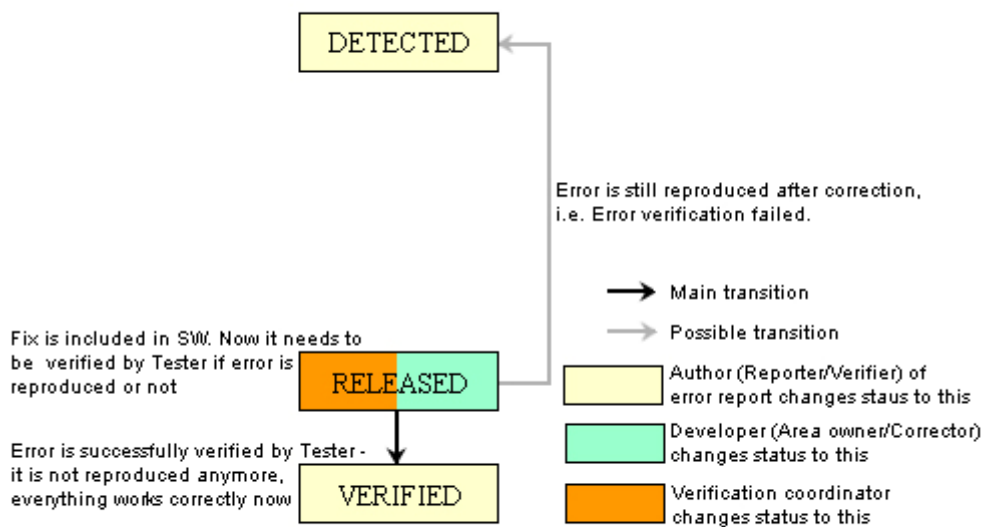 DETECTED
Error is still reproduced after correction,
i.e. Error verification failed.
Main transition
Possible transition
Fix is included in SW. Now it needs to
be verified by Tester if error is
reproduced or not
RELEASED
Author (Reporter/Verifier) of
error report changes staus to this
Developer (Area owner/Corrector)
changes status to this
Error is successfully verified by Tester -
it is not reproduced anymore,
everything works correctly now
VERIFIED
Verification coordinator
changes status to this